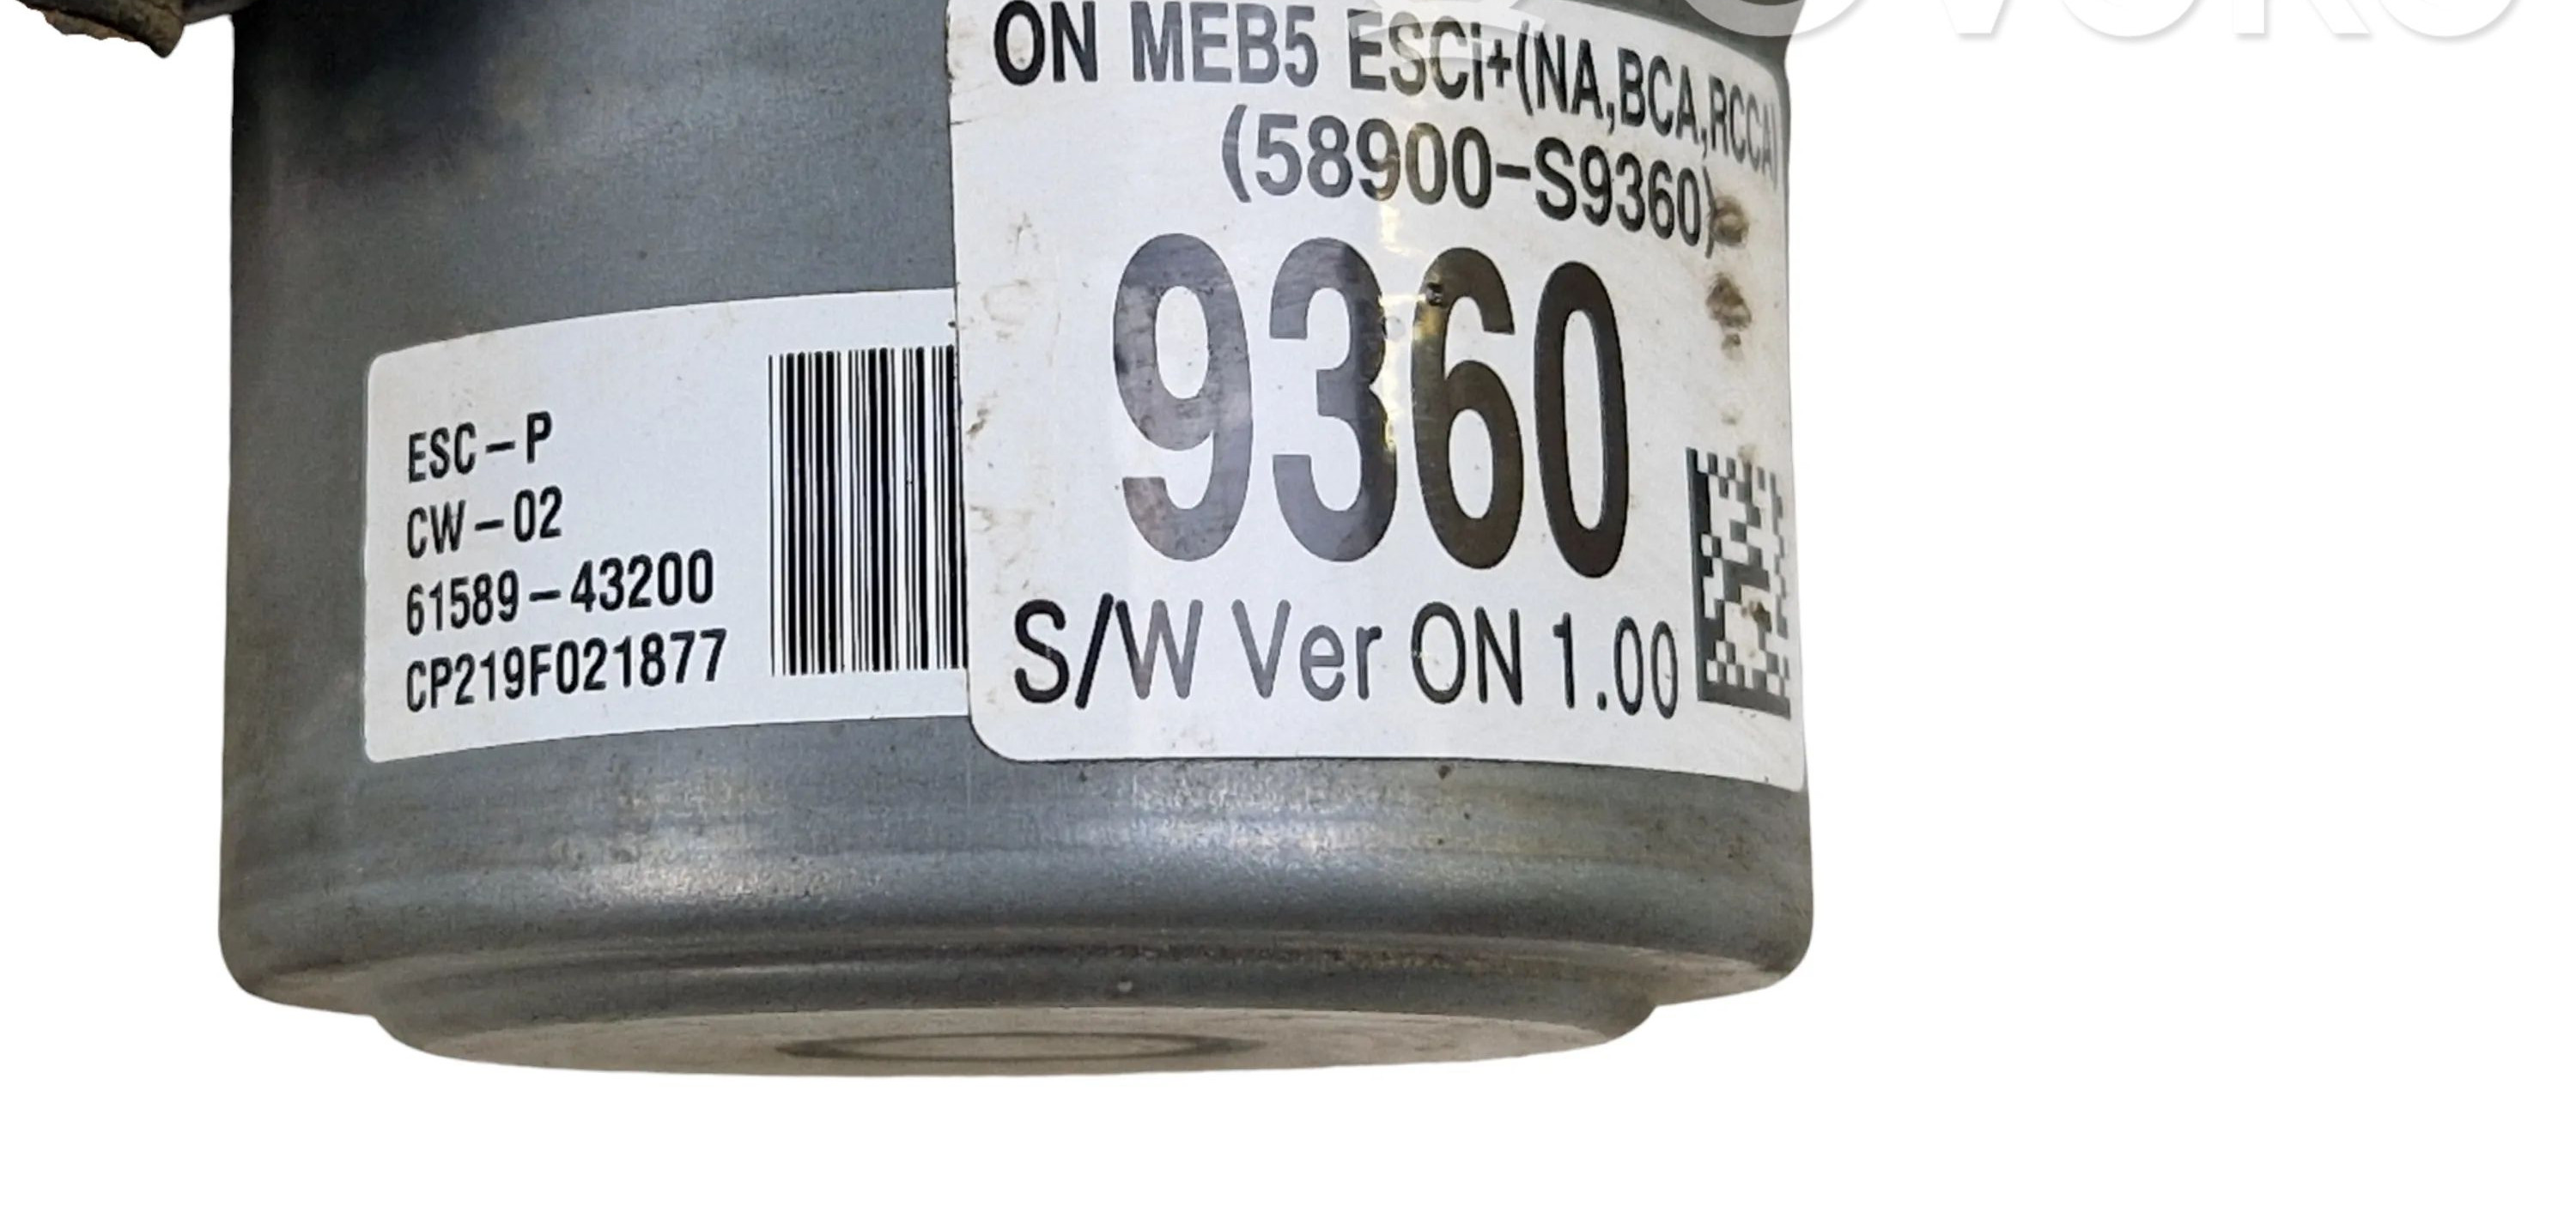 ON MEB5 ESCi+(NA,BCA,RCCA)
(58900-S9360)
9360
S/W Ver ON 1.00
ESC-P
CW-02
61589-43200
CP219F021877